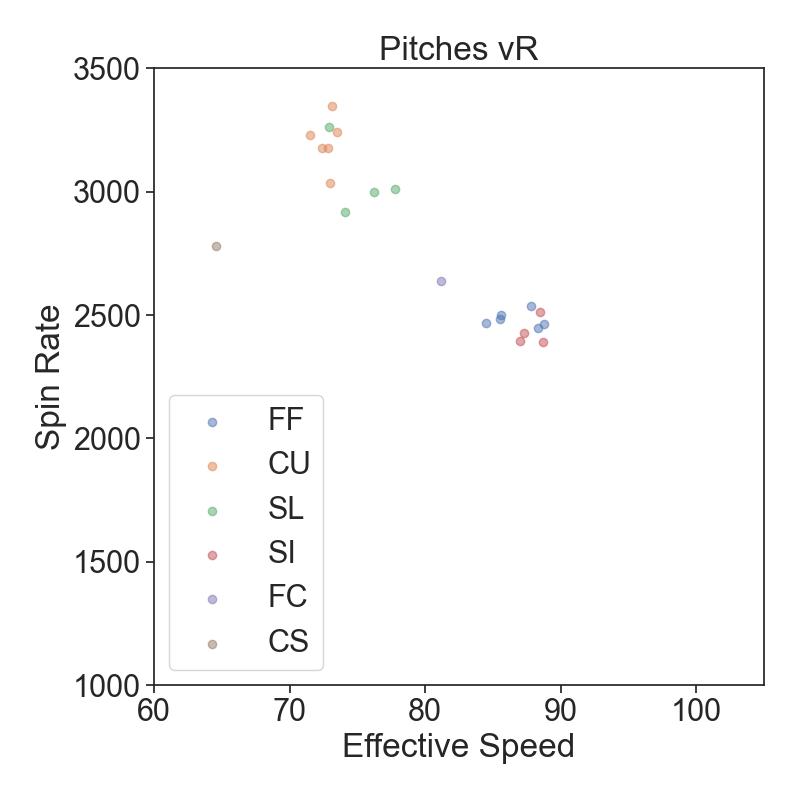 Pitches vR
3500
3000
2500
2000
1500
1000
Spin Rate
FF
CU
SL
SI
FC
CS
60 70 80 90 100
Effective Speed